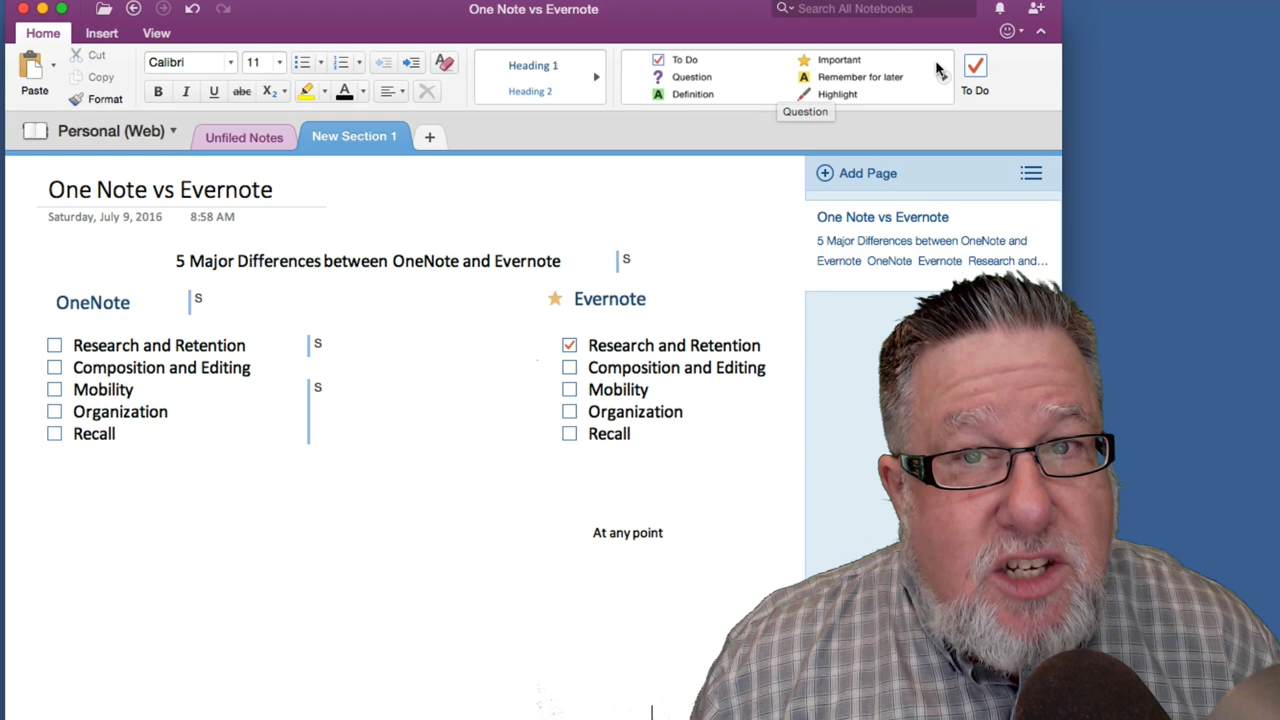 One Note vs Evernote
Search All Notebooks
Home Insert View
Paste
Cut
Copy
Format
Calibri 11
B I U abc X₂ A
Heading 1
Heading 2
To Do
Question
Definition
Important
Remember for later
Highlight
To Do
Question
Personal (Web) Unfiled Notes New Section 1
Add Page
One Note vs Evernote
5 Major Differences between OneNote and
Evernote OneNote Evernote Research and...
One Note vs Evernote
Saturday, July 9, 2016 8:58 AM
5 Major Differences between OneNote and Evernote S
OneNote S
Research and Retention S
Composition and Editing
Mobility S
Organization
Recall
Evernote
Research and Retention
Composition and Editing
Mobility
Organization
Recall
At any point